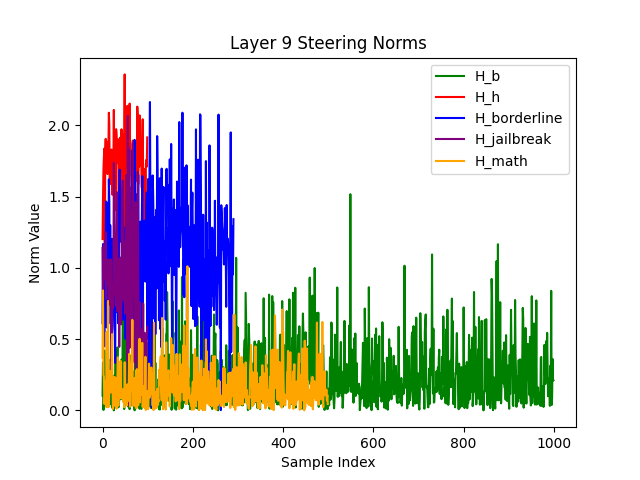 Layer 9 Steering Norms
H_b
H_h
H_borderline
H_jailbreak
H_math
Norm Value
2.0
1.5
1.0
0.5
0.0
0 200 400 600 800 1000
Sample Index